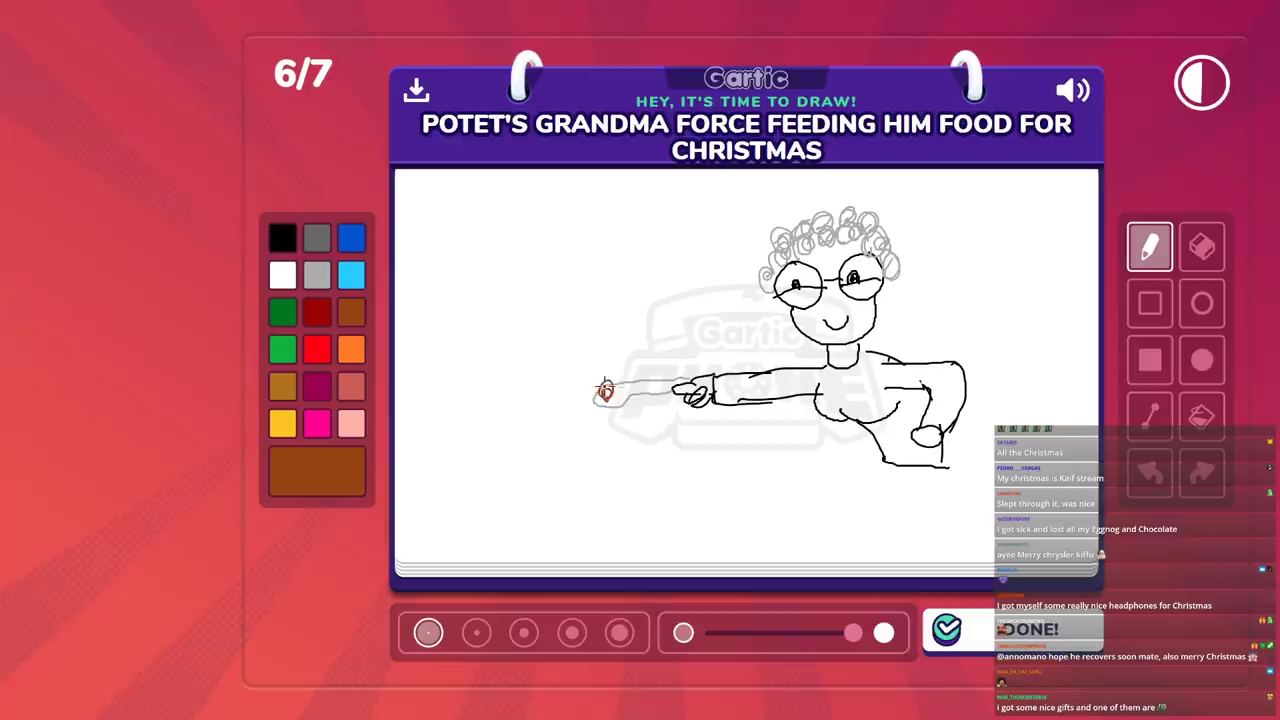 6/7
Gartic
HEY, IT'S TIME TO DRAW!
POTET'S GRANDMA FORCE FEEDING HIM FOOD FOR
CHRISTMAS
Gartic
PHONE
All the Christmas
My christmas is Kaif stream
Slept through it, was nice
I got sick and lost all my Eggnog and Chocolate
ayee Merry chrysler kiffu
I got myself some really nice headphones for Christmas
DONE!
@annomano hope he recovers soon mate, also merry Christmas
i got some nice gifts and one of them are